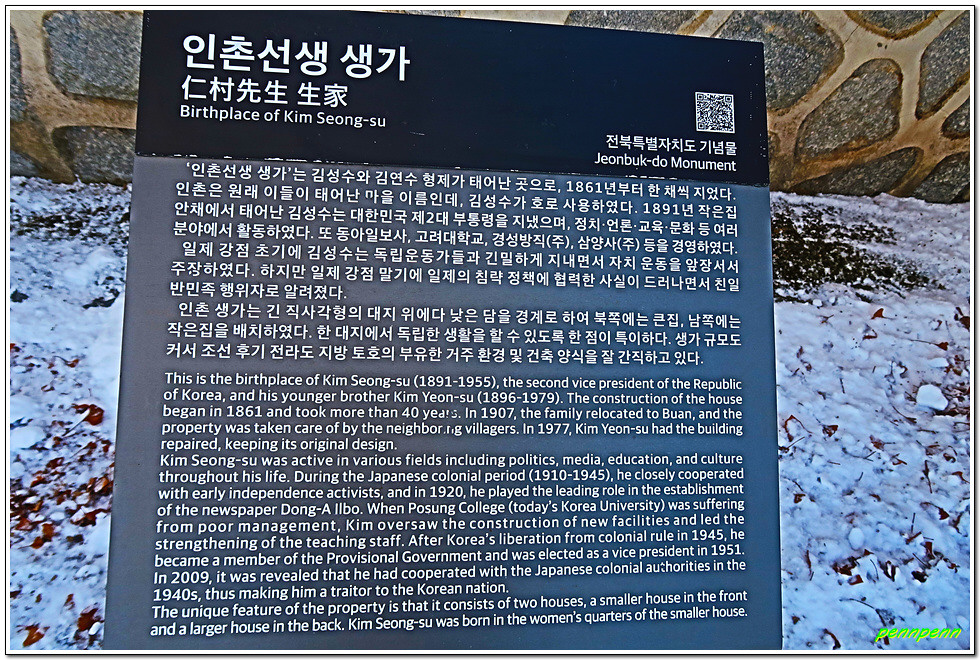 인촌선생 생가
仁村先生 生家
Birthplace of Kim Seong-su
전북특별자치도 기념물
Jeonbuk-do Monument
‘인촌선생 생가’는 김성수와 김연수 형제가 태어난 곳으로, 1861년부터 한 채씩 지었다.
인촌은 원래 이들이 태어난 마을 이름인데, 김성수가 호로 사용하였다. 1891년 작은집
안채에서 태어난 김성수는 대한민국 제2대 부통령을 지냈으며, 정치·언론·교육·문화 등 여러
분야에서 활동하였다. 또 동아일보사, 고려대학교, 경성방직(주), 삼양사(주) 등을 경영하였다.
일제 강점 초기에 김성수는 독립운동가들과 긴밀하게 지내면서 자치 운동을 앞장서서
주장하였다. 하지만 일제 강점 말기에 일제의 침략 정책에 협력한 사실이 드러나면서 친일
반민족 행위자로 알려졌다.
인촌 생가는 긴 직사각형의 대지 위에다 낮은 담을 경계로 하여 북쪽에는 큰집, 남쪽에는
작은집을 배치하였다. 한 대지에서 독립한 생활을 할 수 있도록 한 점이 특이하다. 생가 규모도
커서 조선 후기 전라도 지방 토호의 부유한 거주 환경 및 건축 양식을 잘 간직하고 있다.
This is the birthplace of Kim Seong-su (1891-1955), the second vice president of the Republic
of Korea, and his younger brother Kim Yeon-su (1896-1979). The construction of the house
began in 1861 and took more than 40 years. In 1907, the family relocated to Buan, and the
property was taken care of by the neighboring villagers. In 1977, Kim Yeon-su had the building
repaired, keeping its original design.
Kim Seong-su was active in various fields including politics, media, education, and culture
throughout his life. During the Japanese colonial period (1910-1945), he closely cooperated
with early independence activists, and in 1920, he played the leading role in the establishment
of the newspaper Dong-A Ilbo. When Posung College (today's Korea University) was suffering
from poor management, Kim oversaw the construction of new facilities and led the
strengthening of the teaching staff. After Korea's liberation from colonial rule in 1945, he
became a member of the Provisional Government and was elected as a vice president in 1951.
In 2009, it was revealed that he had cooperated with the Japanese colonial authorities in the
1940s, thus making him a traitor to the Korean nation.
The unique feature of the property is that it consists of two houses, a smaller house in the front
and a larger house in the back. Kim Seong-su was born in the women's quarters of the smaller house.
pennpenn